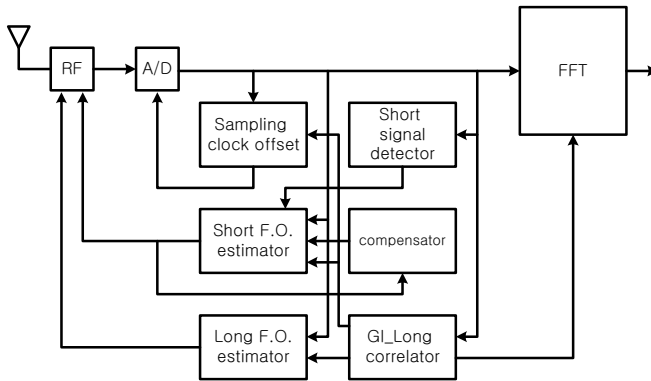 RF
A/D
FFT
Sampling
clock offset
Short
signal
detector
Short F.O.
estimator
compensator
Long F.O.
estimator
GI_Long
correlator